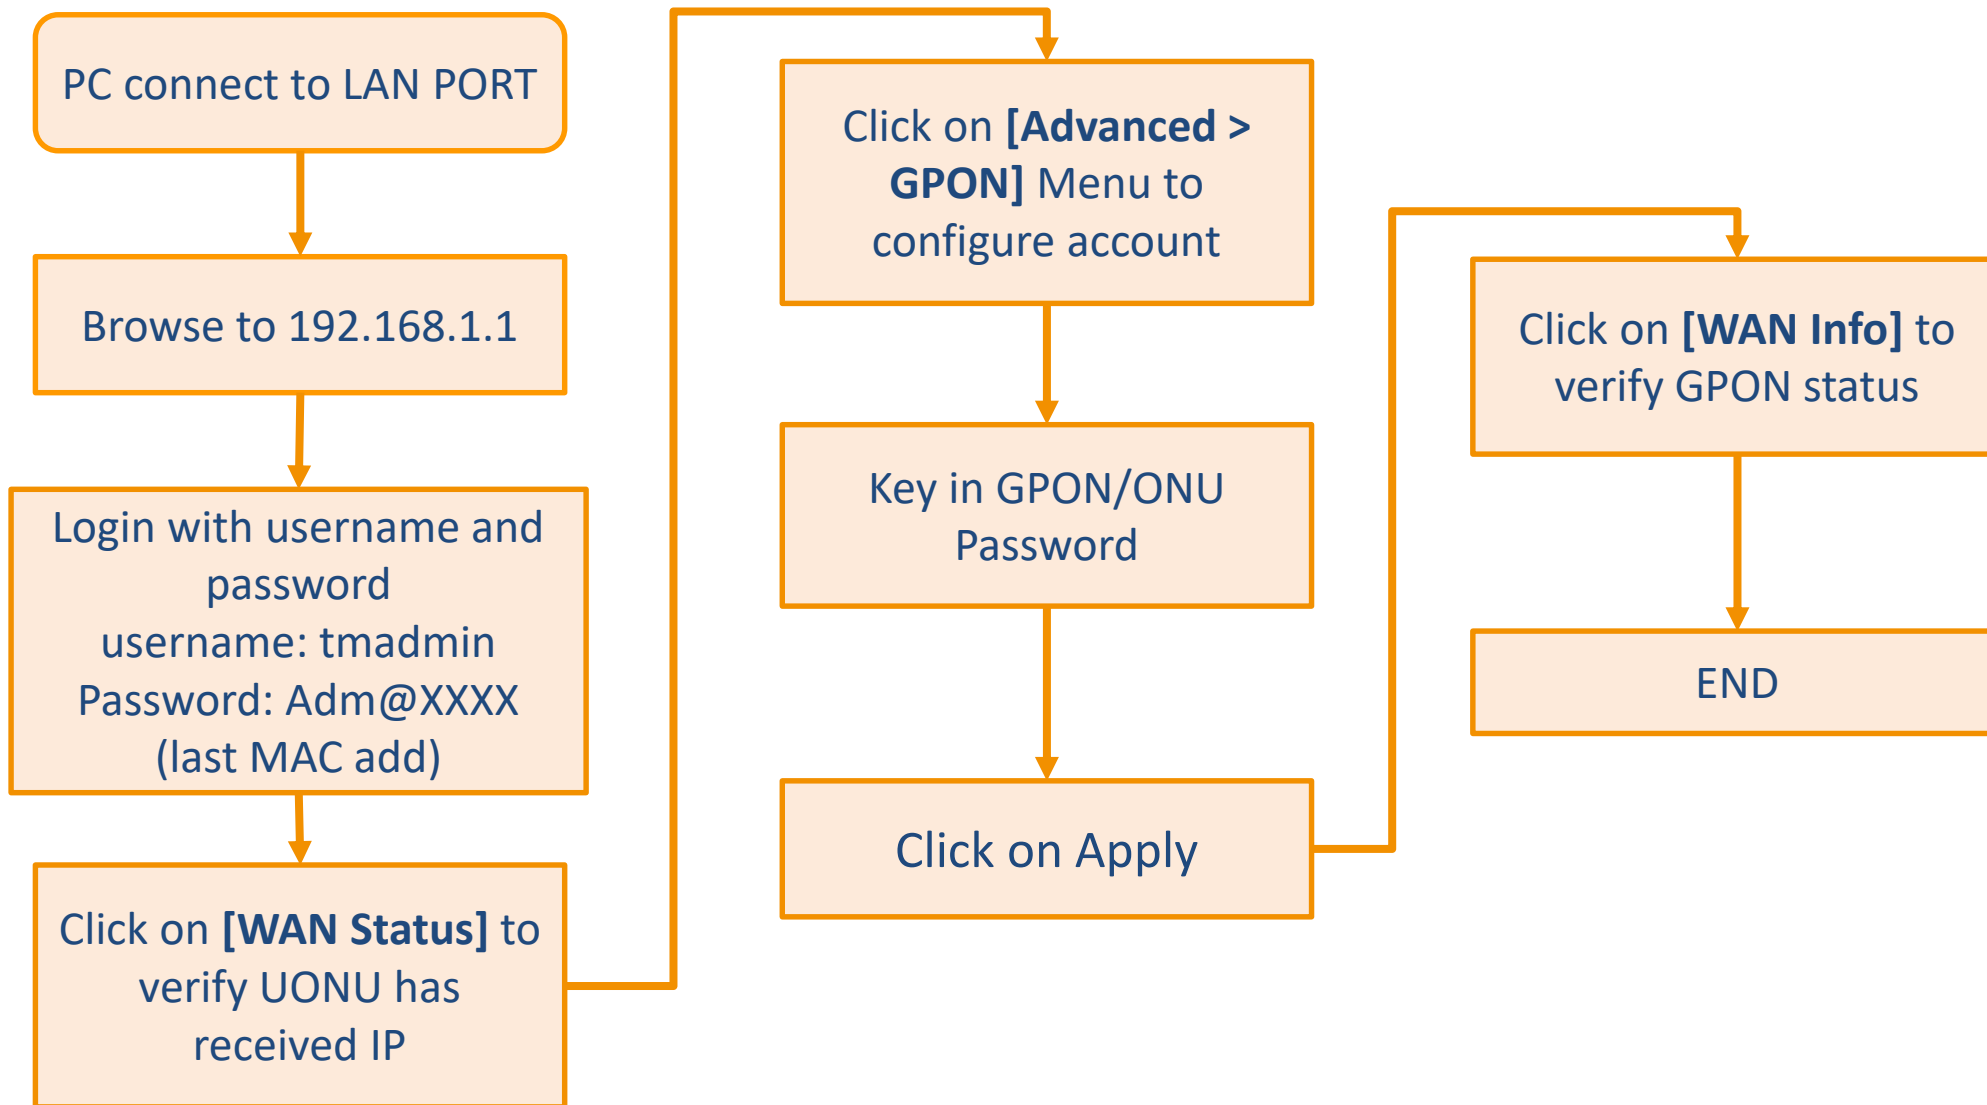 PC connect to LAN PORT
Browse to 192.168.1.1
Login with username and
password
username: tmadmin
Password: Adm@XXXX
(last MAC add)
Click on [WAN Status] to
verify UONU has
received IP
Click on [Advanced >
GPON] Menu to
configure account
Key in GPON/ONU
Password
Click on Apply
Click on [WAN Info] to
verify GPON status
END